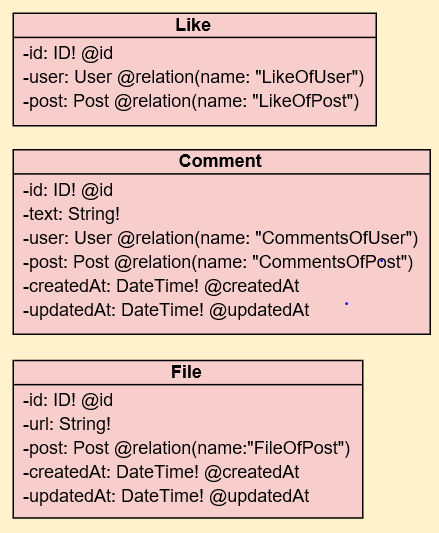 Like
-id: ID! @id
-user: User @relation(name: "LikeOfUser")
-post: Post @relation(name: "LikeOfPost")
Comment
-id: ID! @id
-text: String!
-user: User @relation(name: "CommentsOfUser")
-post: Post @relation(name: "CommentsOfPost")
-createdAt: DateTime! @createdAt
-updatedAt: DateTime! @updatedAt
File
-id: ID! @id
-url: String!
-post: Post @relation(name:"FileOfPost")
-createdAt: DateTime! @createdAt
-updatedAt: DateTime! @updatedAt